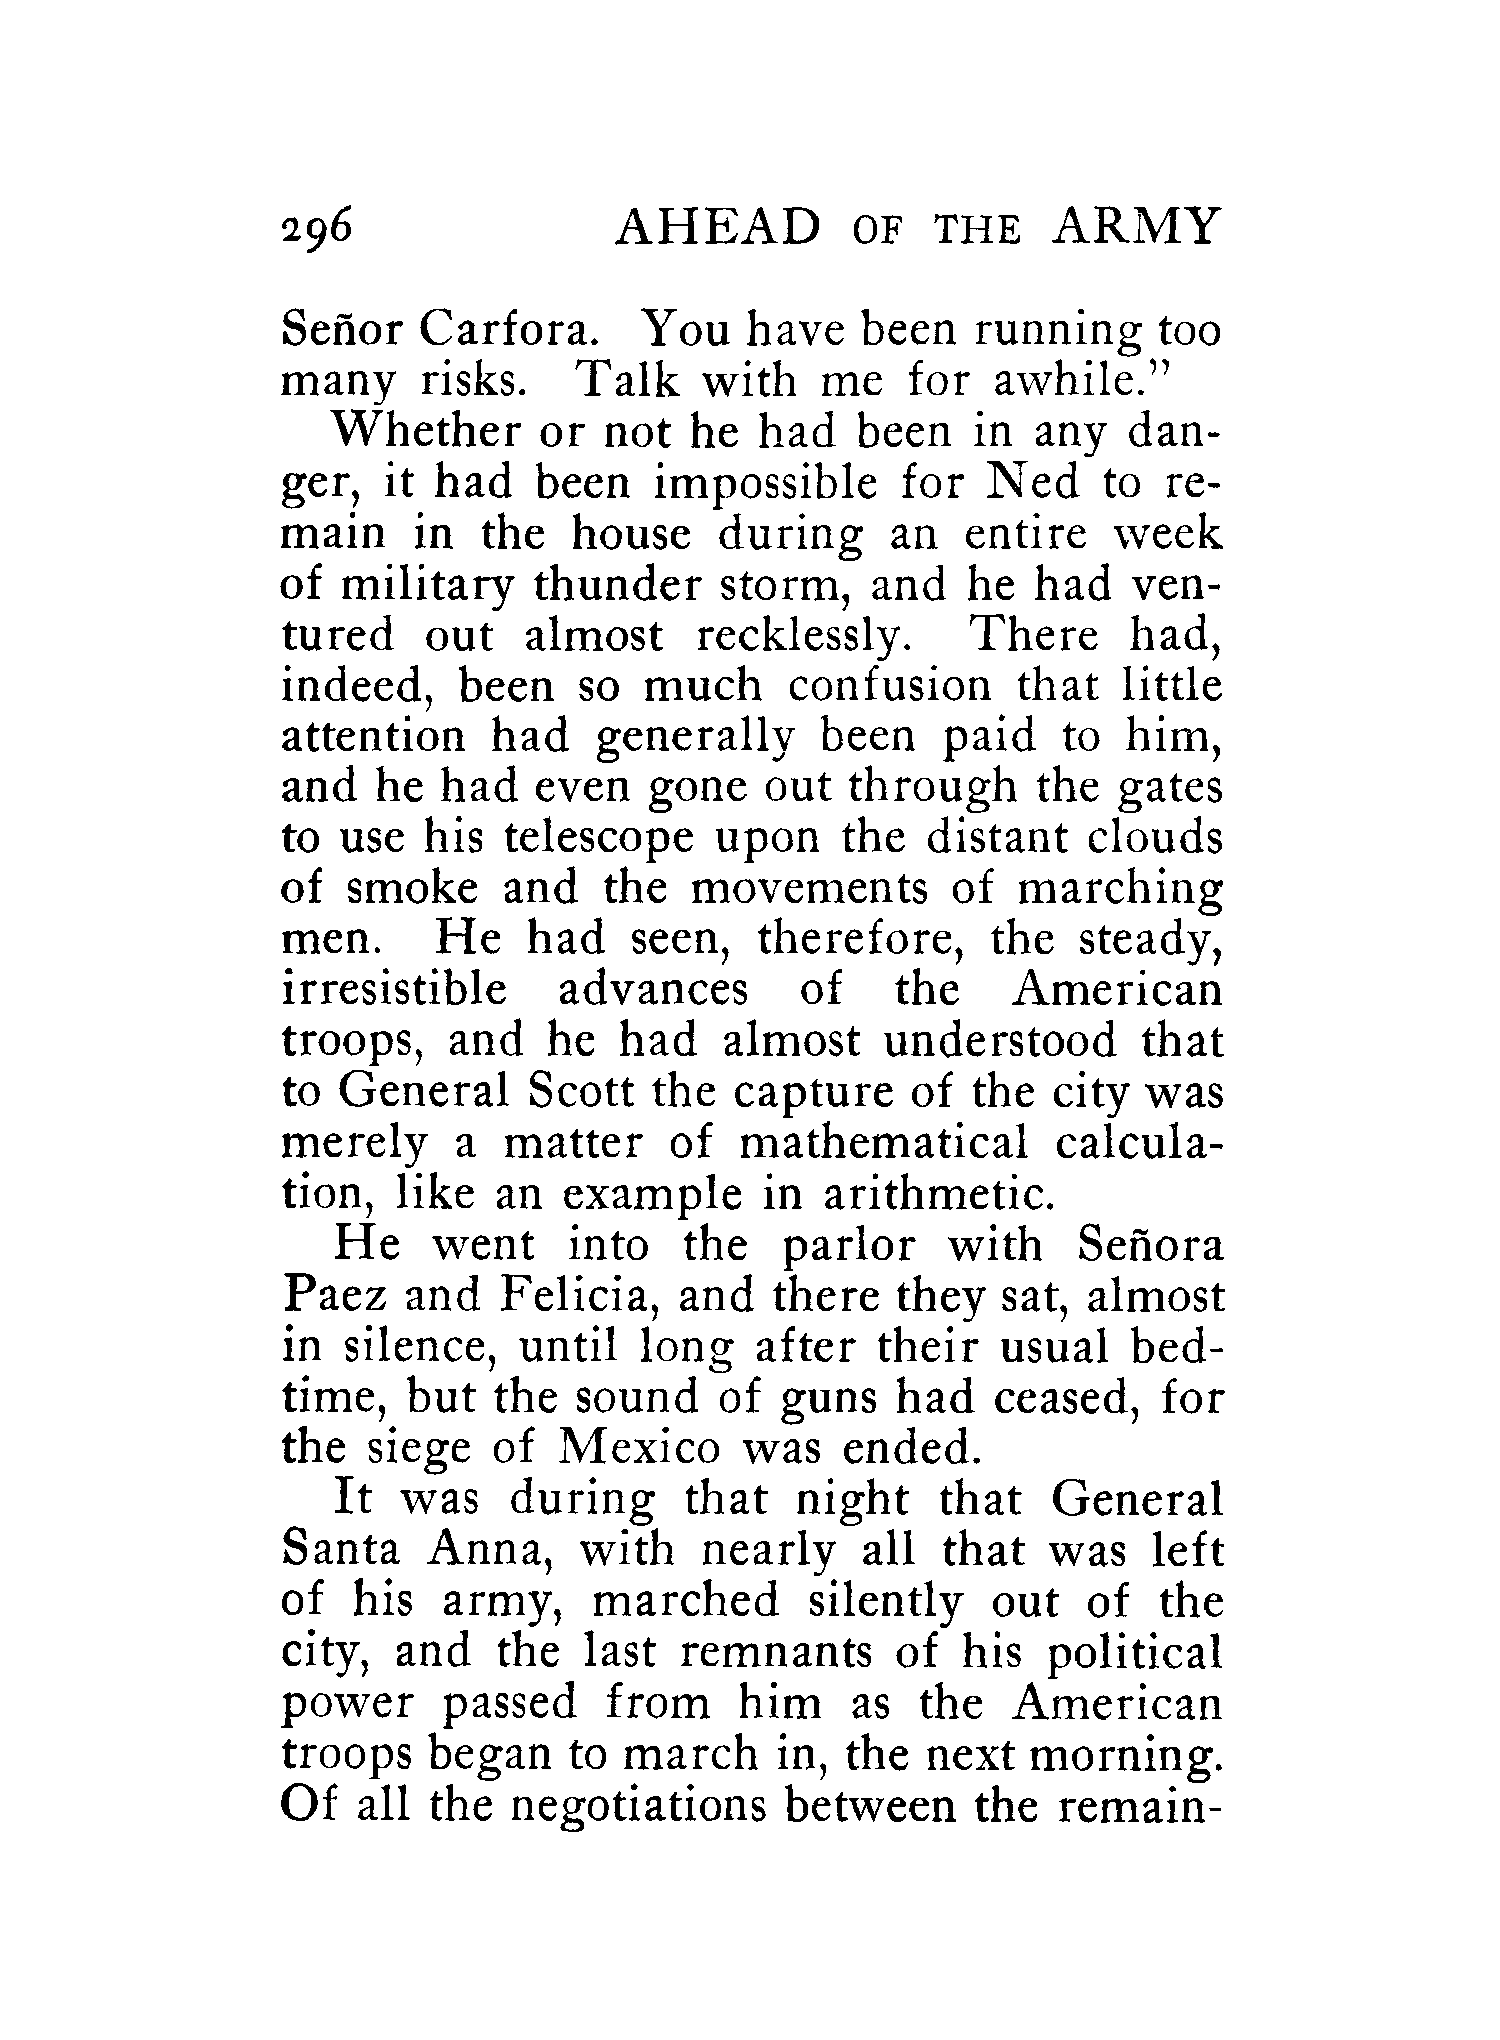 296 AHEAD OF THE ARMY
Señor Carfora. You have been running too
many risks. Talk with me for awhile.”
Whether or not he had been in any dan-
ger, it had been impossible for Ned to re-
main in the house during an entire week
of military thunder storm, and he had ven-
tured out almost recklessly. There had,
indeed, been so much confusion that little
attention had generally been paid to him,
and he had even gone out through the gates
to use his telescope upon the distant clouds
of smoke and the movements of marching
men. He had seen, therefore, the steady,
irresistible advances of the American
troops, and he had almost understood that
to General Scott the capture of the city was
merely a matter of mathematical calcula-
tion, like an example in arithmetic.
He went into the parlor with Señora
Paez and Felicia, and there they sat, almost
in silence, until long after their usual bed-
time, but the sound of guns had ceased, for
the siege of Mexico was ended.
It was during that night that General
Santa Anna, with nearly all that was left
of his army, marched silently out of the
city, and the last remnants of his political
power passed from him as the American
troops began to march in, the next morning.
Of all the negotiations between the remain-